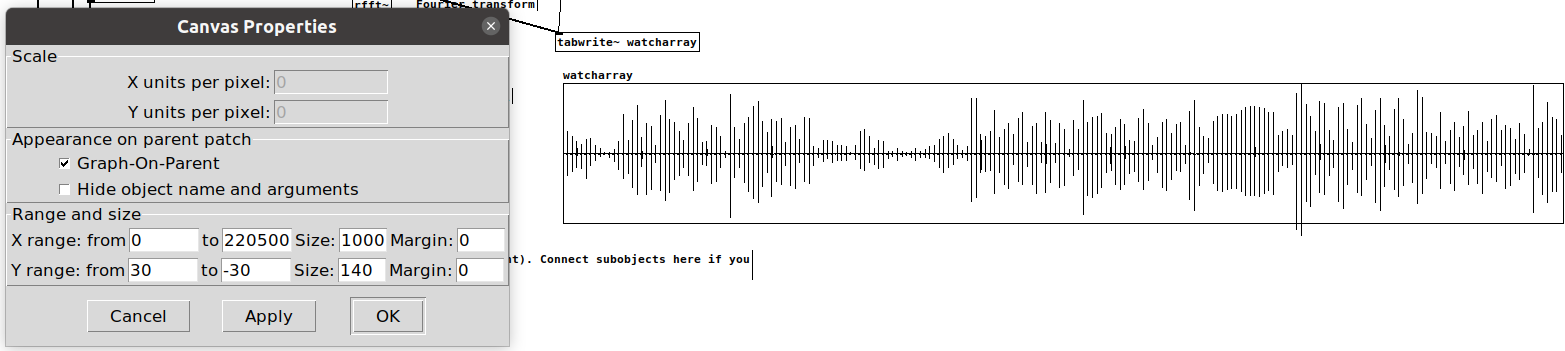 rfft~
Fourier transform
Canvas Properties
tabwrite~ watcharray
Scale
watcharray
X units per pixel: 0
Y units per pixel: 0
Appearance on parent patch
Graph-On-Parent
Hide object name and arguments
Range and size
X range: from 0 to 220500 Size: 1000 Margin: 0
Y range: from 30 to -30 Size: 140 Margin: 0
nt). Connect subobjects here if you
Cancel Apply OK